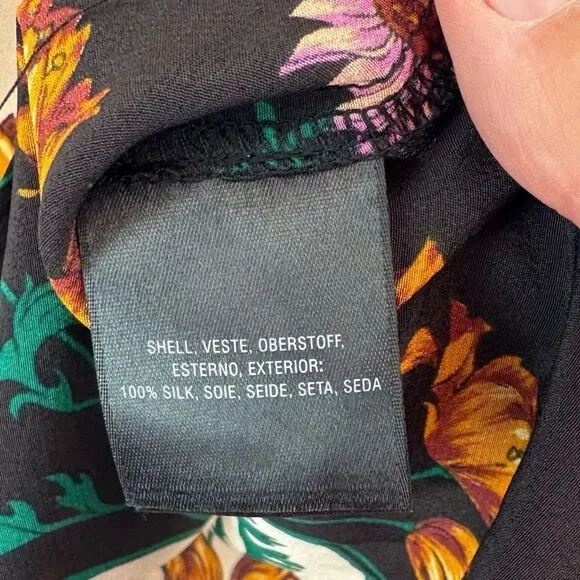 SHELL, VESTE, OBERSTOFF,
ESTERNO, EXTERIOR:
100% SILK, SOIE, SEIDE, SETA, SEDA